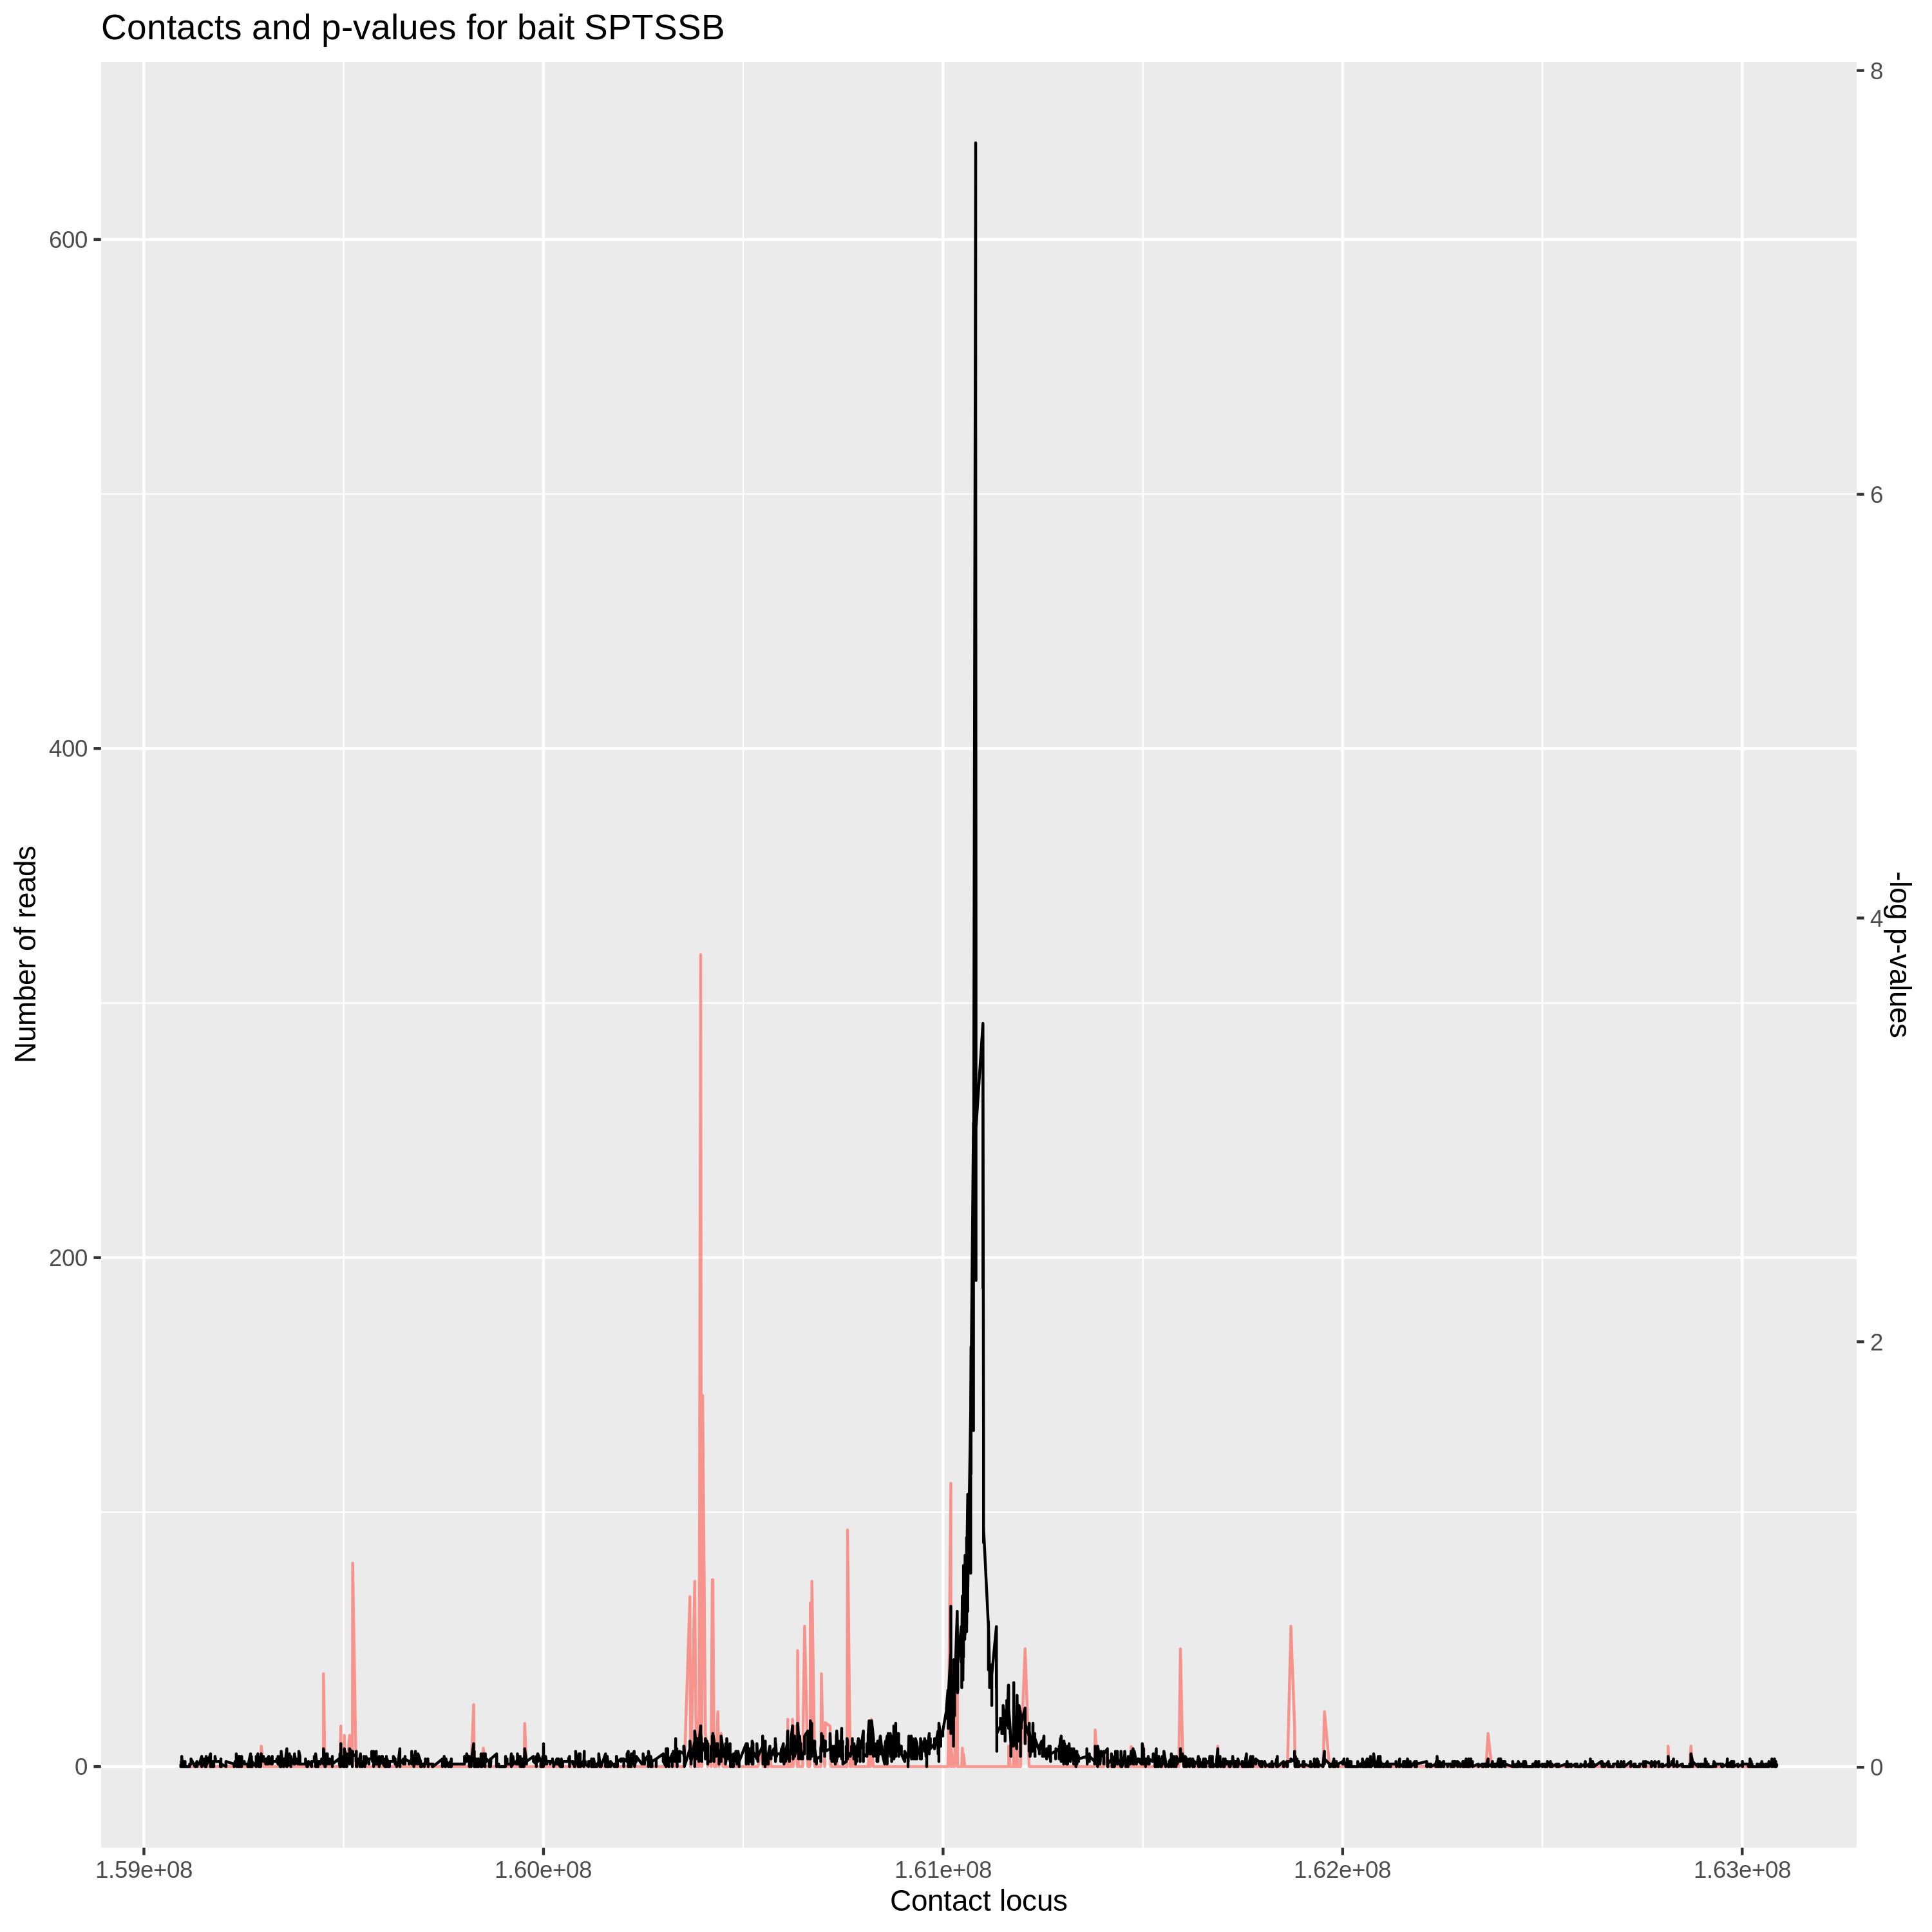 Contacts and p-values for bait SPTSSB
8
600
6
400
4
Number of reads
-log p-values
200
2
0
0
1.59e+08
1.60e+08
1.61e+08
1.62e+08
1.63e+08
Contact locus